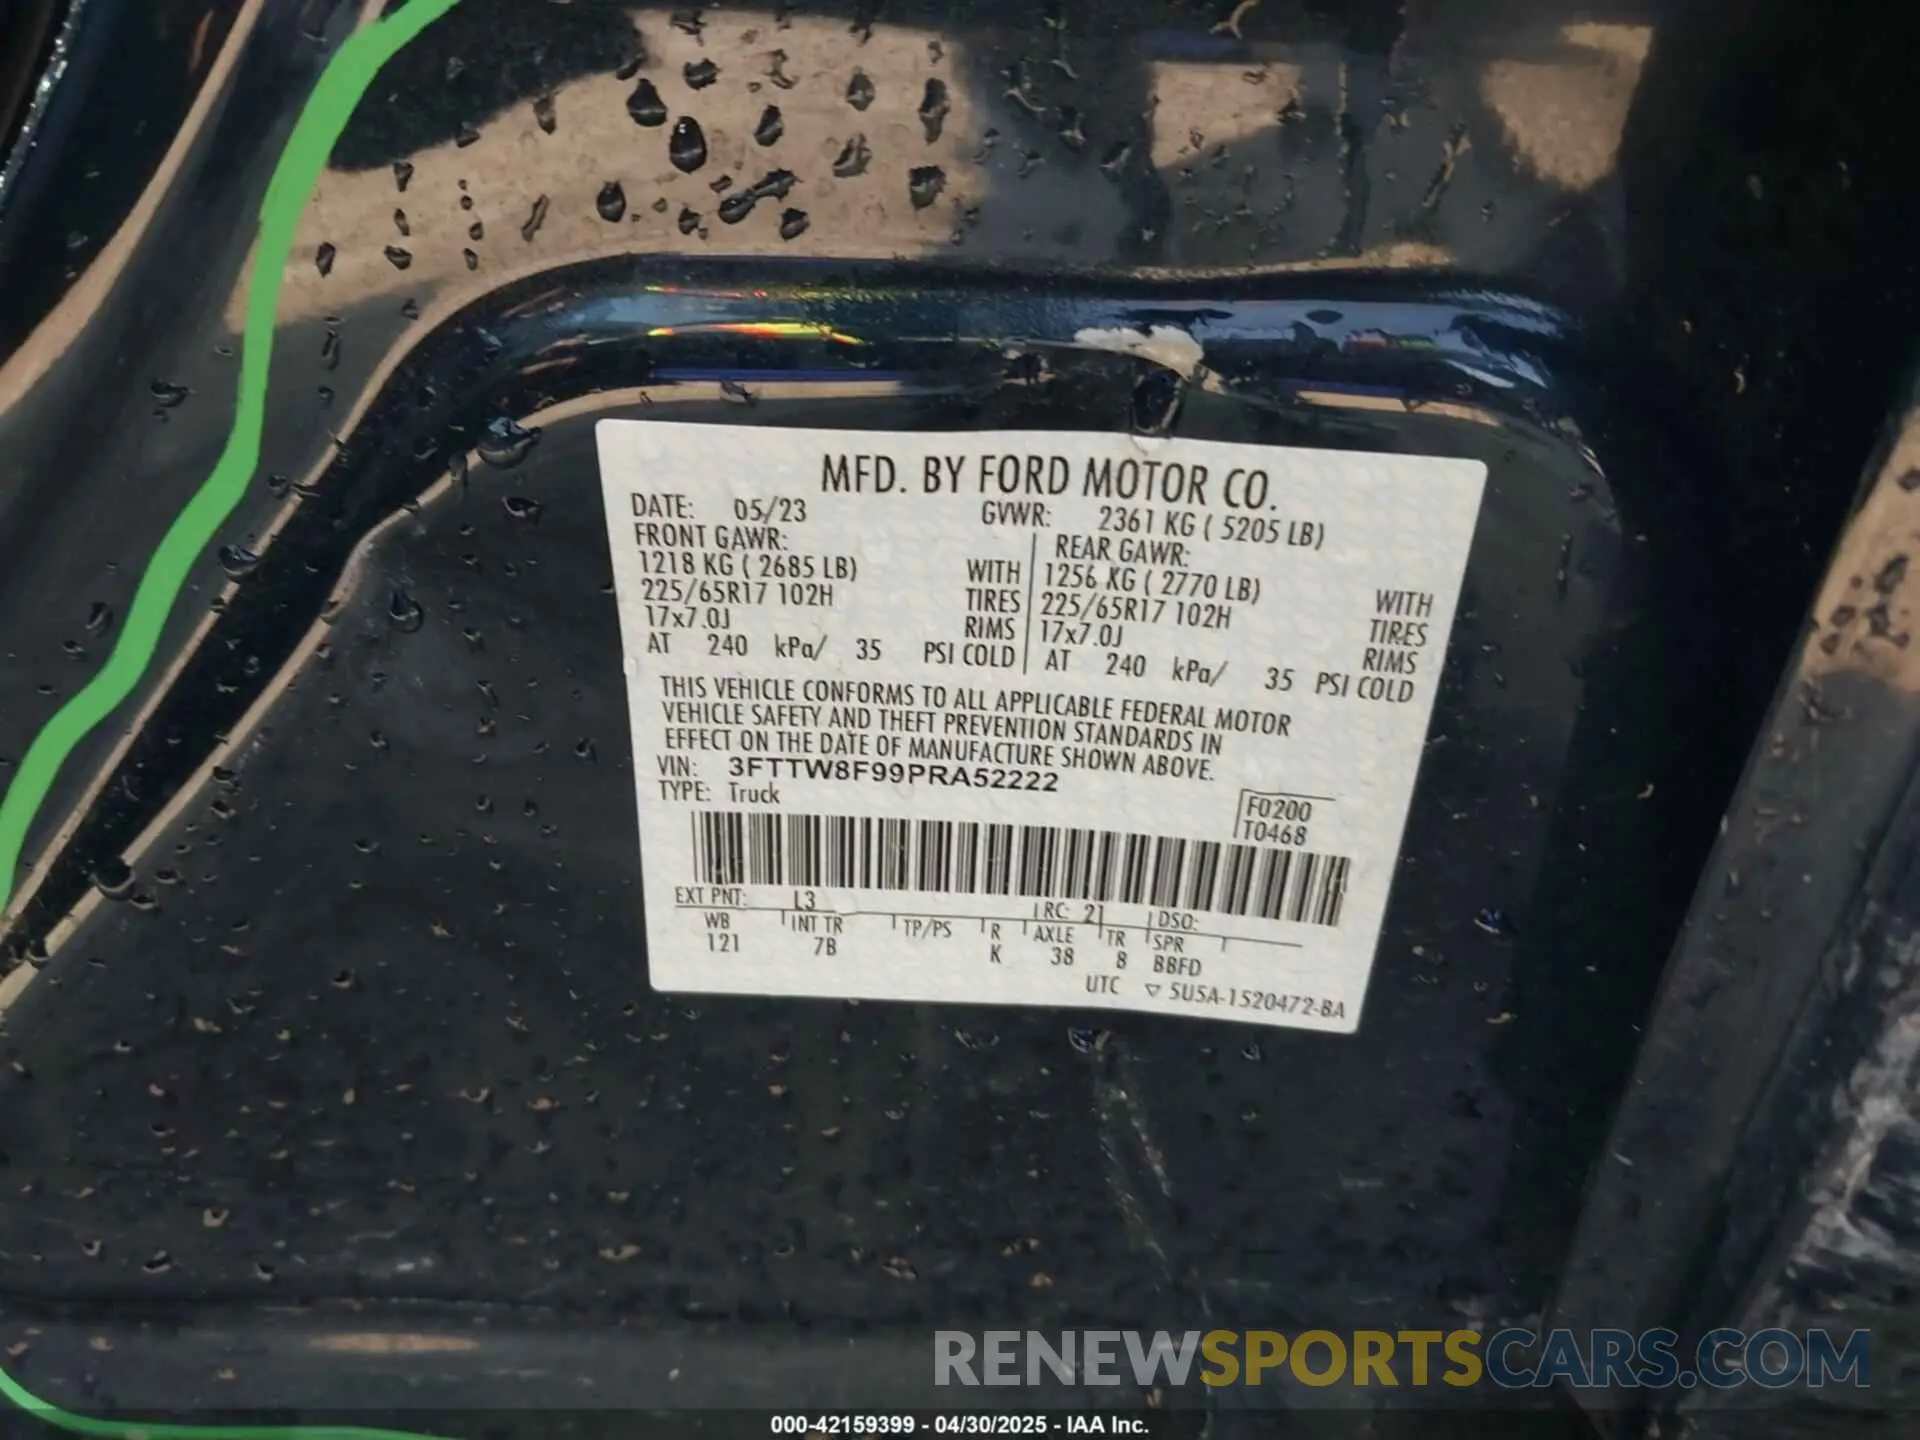 MFD. BY FORD MOTOR CO.
DATE: 05/23 GVWR: 2361 KG ( 5205 LB)
FRONT GAWR: REAR GAWR:
1218 KG ( 2685 LB) WITH 1256 KG ( 2770 LB) WITH
225/65R17 102H TIRES 225/65R17 102H TIRES
17x7.0J RIMS 17x7.0J RIMS
AT 240 kPa/ 35 PSI COLD AT 240 kPa/ 35 PSI COLD
THIS VEHICLE CONFORMS TO ALL APPLICABLE FEDERAL MOTOR
VEHICLE SAFETY AND THEFT PREVENTION STANDARDS IN
EFFECT ON THE DATE OF MANUFACTURE SHOWN ABOVE.
VIN: 3FTTW8F99PRA52222
TYPE: Truck
F0200
T0468
EXT PNT: L3 RC: 21 DSO:
WB INT TR TP/PS R AXLE TR SPR
121 7B K 38 8 BBFD
UTC ▽ 5U5A-1520472-BA
RENEWSPORTSCARS.COM
000-42159399 - 04/30/2025 - IAA Inc.